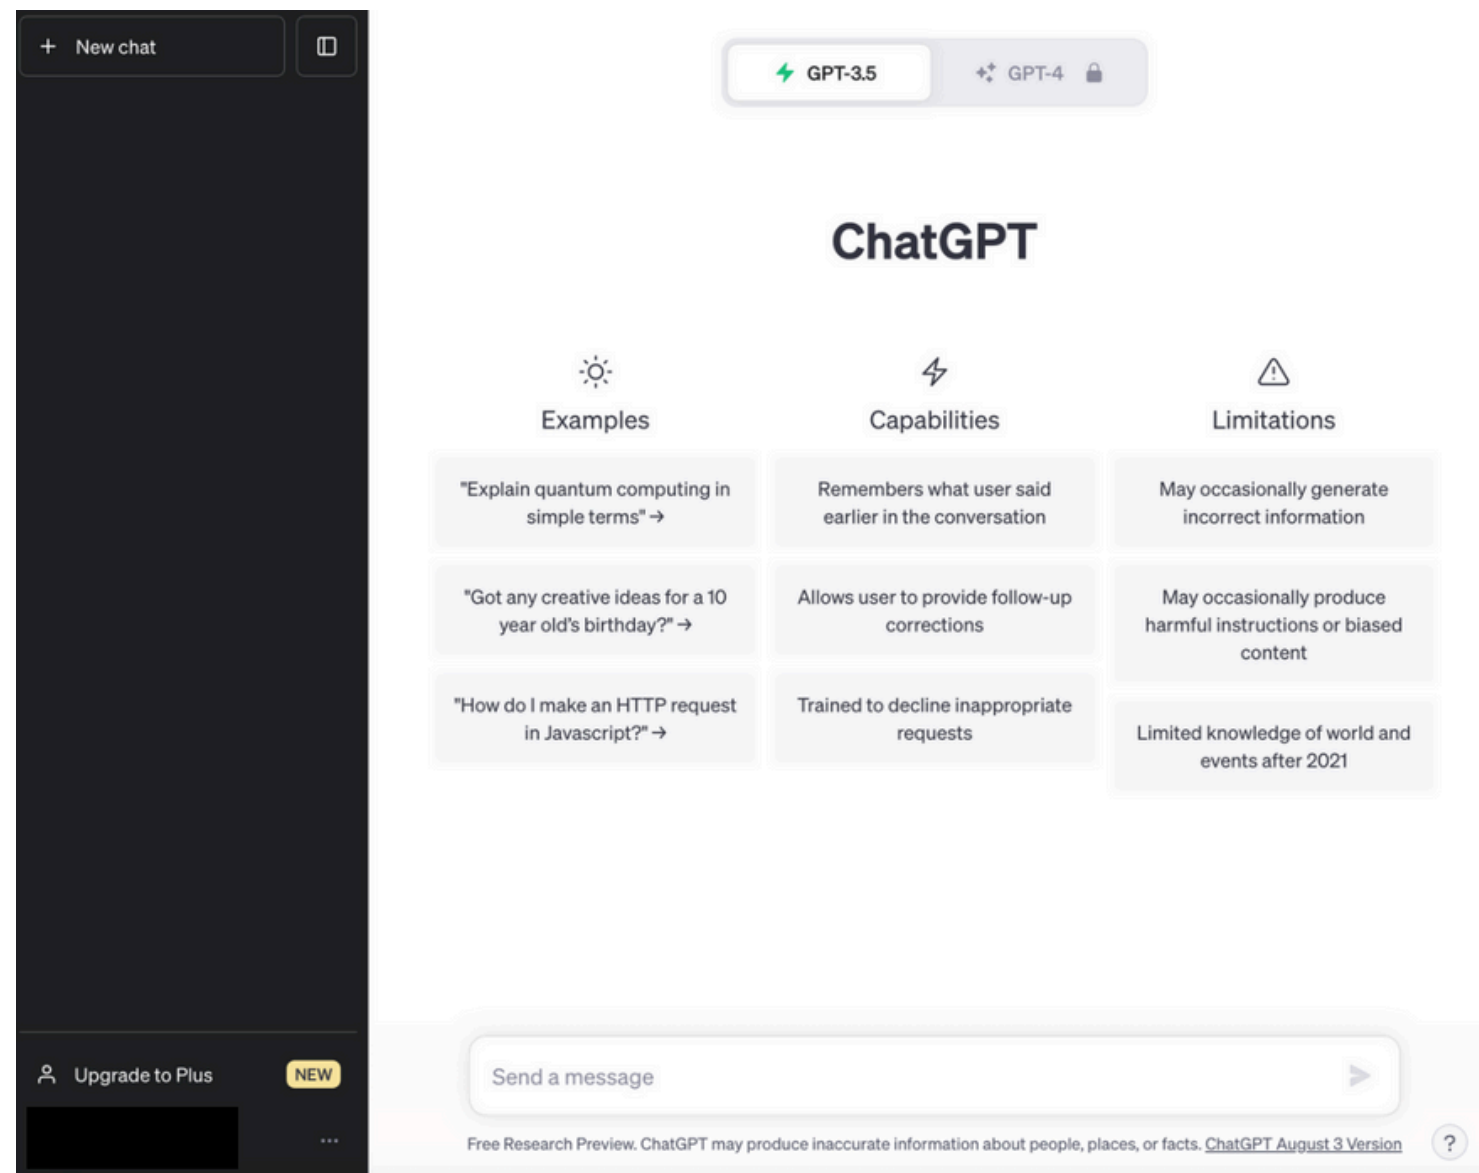 New chat
GPT-3.5
GPT-4
ChatGPT
Examples
"Explain quantum computing in
simple terms" →
"Got any creative ideas for a 10
year old's birthday?" →
"How do I make an HTTP request
in Javascript?" →
Capabilities
Remembers what user said
earlier in the conversation
Allows user to provide follow-up
corrections
Trained to decline inappropriate
requests
Limitations
May occasionally generate
incorrect information
May occasionally produce
harmful instructions or biased
content
Limited knowledge of world and
events after 2021
Upgrade to Plus NEW
Send a message
Free Research Preview. ChatGPT may produce inaccurate information about people, places, or facts. ChatGPT August 3 Version
?